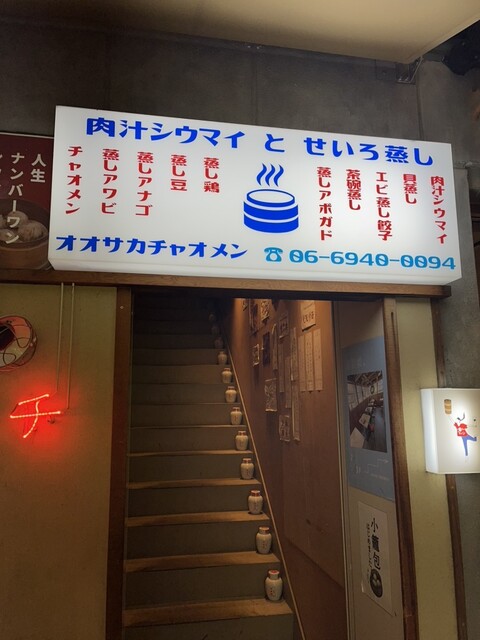 肉汁シウマイ と せいろ蒸し
肉汁シウマイ
貝蒸し
エビ蒸し餃子
茶碗蒸し
蒸しアボガド
蒸し鶏
蒸し豆
蒸しアナゴ
蒸しアワビ
チャオメン
オオサカチャオメン ☎06-6940-0094
人生
ナンバーワン
チ
小籠包